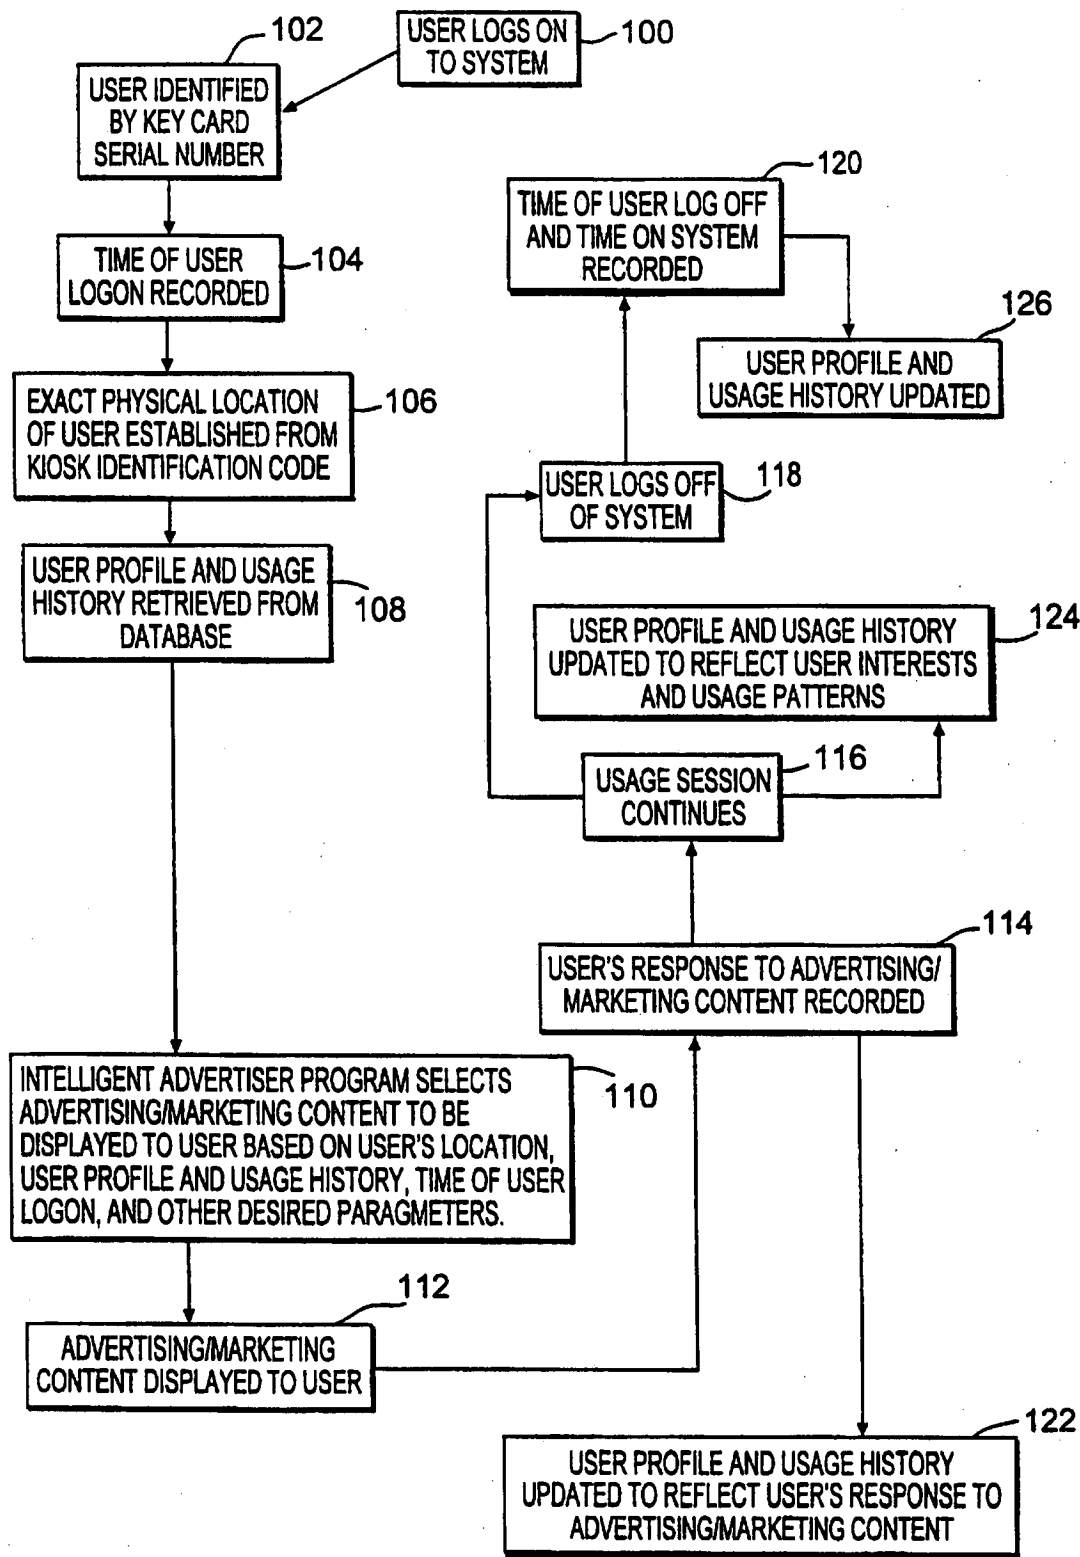 USER LOGS ON
TO SYSTEM
100
102
USER IDENTIFIED
BY KEY CARD
SERIAL NUMBER
TIME OF USER
LOGON RECORDED
104
EXACT PHYSICAL LOCATION
OF USER ESTABLISHED FROM
KIOSK IDENTIFICATION CODE
106
USER PROFILE AND USAGE
HISTORY RETRIEVED FROM
DATABASE
108
INTELLIGENT ADVERTISER PROGRAM SELECTS
ADVERTISING/MARKETING CONTENT TO BE
DISPLAYED TO USER BASED ON USER'S LOCATION,
USER PROFILE AND USAGE HISTORY, TIME OF USER
LOGON, AND OTHER DESIRED PARAGMETERS.
110
112
ADVERTISING/MARKETING
CONTENT DISPLAYED TO USER
114
USER'S RESPONSE TO ADVERTISING/
MARKETING CONTENT RECORDED
116
USAGE SESSION
CONTINUES
118
USER LOGS OFF
OF SYSTEM
120
TIME OF USER LOG OFF
AND TIME ON SYSTEM
RECORDED
126
USER PROFILE AND
USAGE HISTORY UPDATED
124
USER PROFILE AND USAGE HISTORY
UPDATED TO REFLECT USER INTERESTS
AND USAGE PATTERNS
122
USER PROFILE AND USAGE HISTORY
UPDATED TO REFLECT USER'S RESPONSE TO
ADVERTISING/MARKETING CONTENT